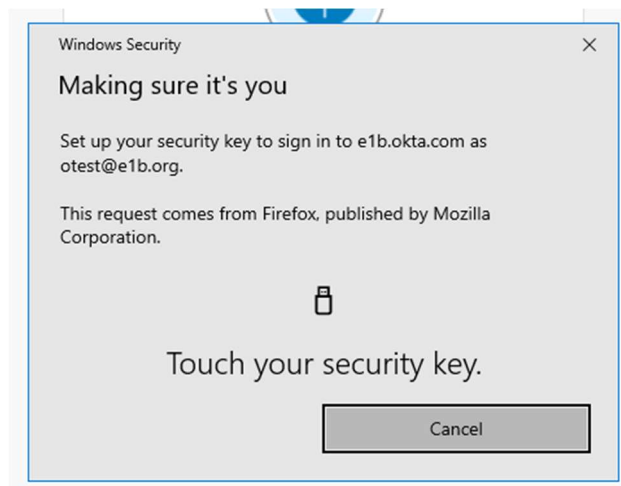 Windows Security
Making sure it's you
Set up your security key to sign in to e1b.okta.com as
otest@e1b.org.
This request comes from Firefox, published by Mozilla
Corporation.
Touch your security key.
Cancel